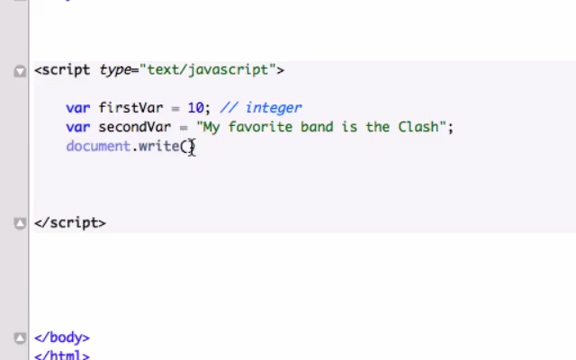 <script type="text/javascript">
var firstVar = 10; // integer
var secondVar = "My favorite band is the Clash";
document.write()
</script>
</body>
</html>